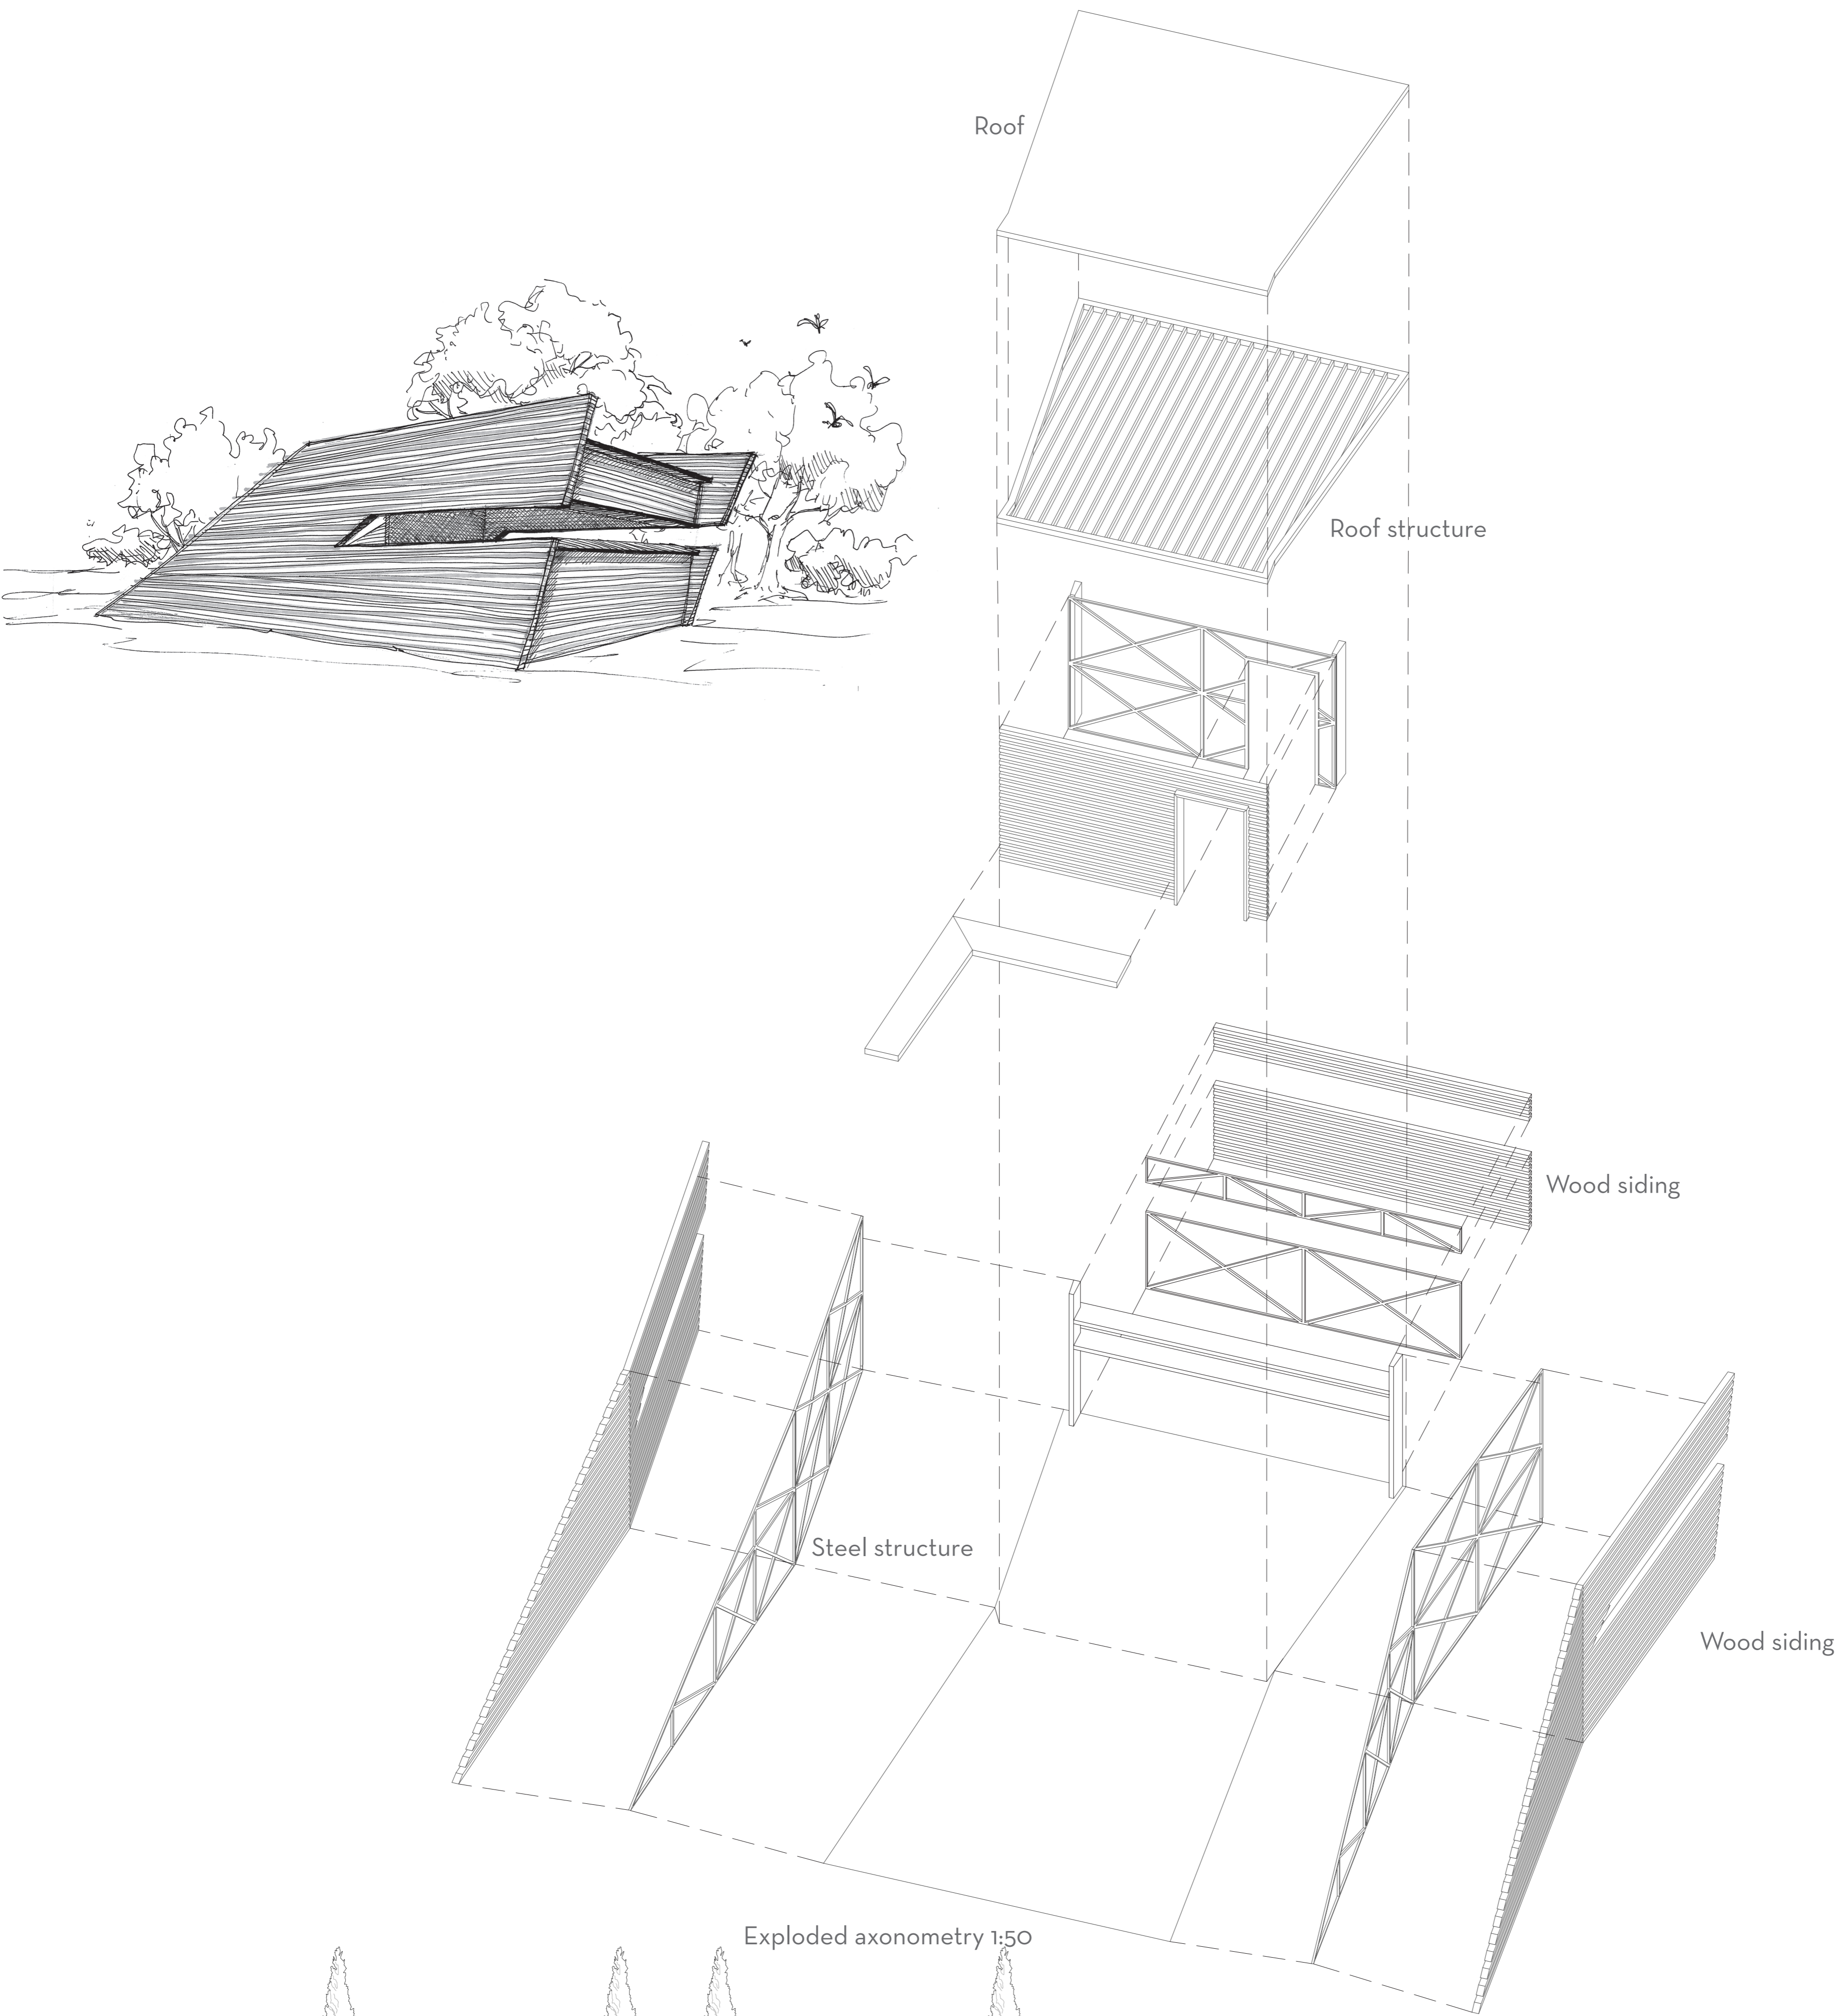 Roof
Roof structure
Wood siding
Steel structure
Wood siding
Exploded axonometry 1:50